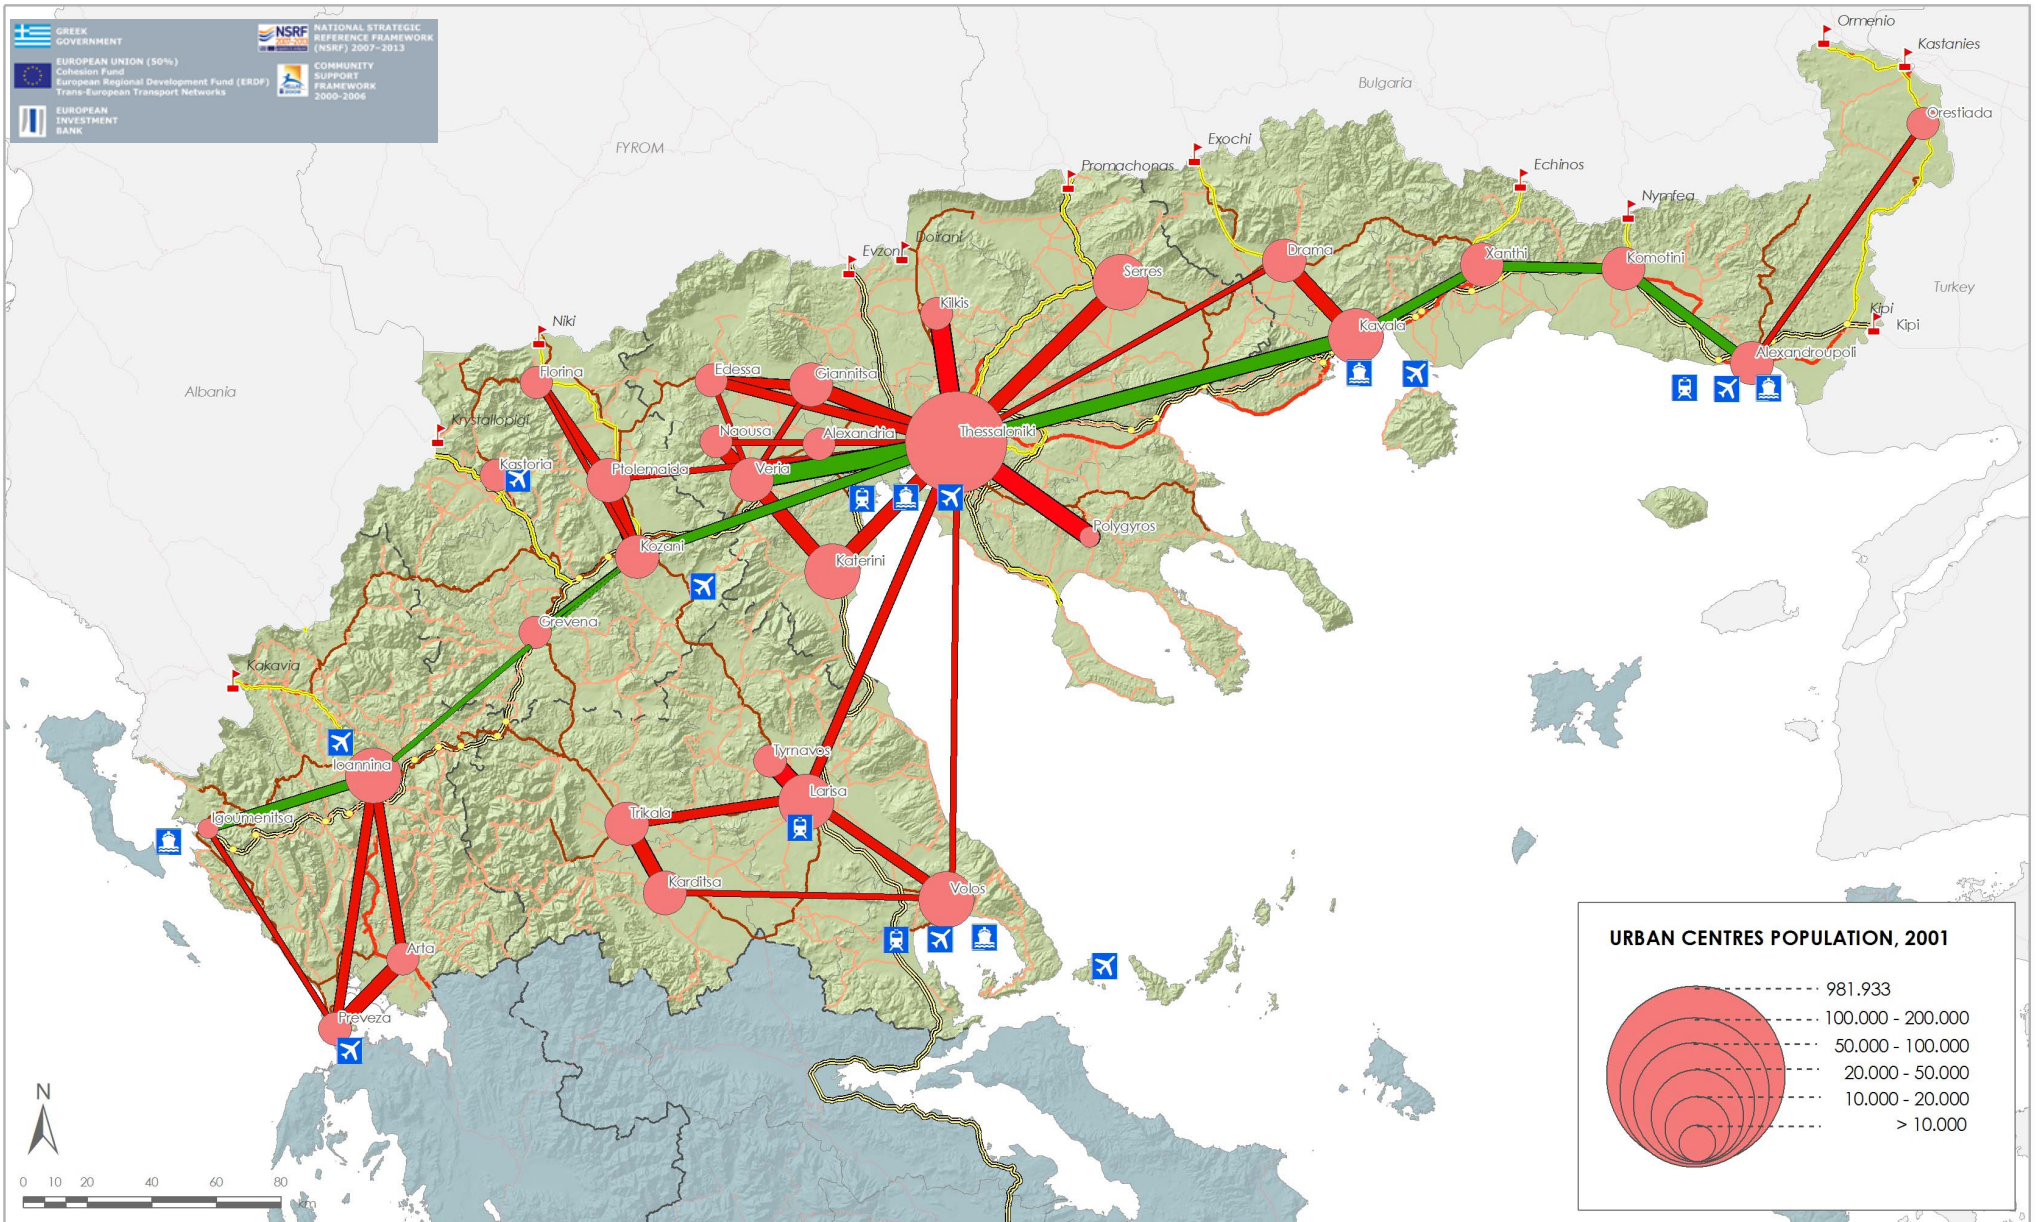 GREEK
GOVERNMENT
EUROPEAN UNION (50%)
Cohesion Fund
European Regional Development Fund (ERDF)
Trans-European Transport Networks
EUROPEAN
INVESTMENT
BANK
NSRF
2007-2013
NATIONAL STRATEGIC
REFERENCE FRAMEWORK
(NSRF) 2007-2013
COMMUNITY
SUPPORT
FRAMEWORK
2000-2006
Ormenio
Kastanies
Bulgaria
Orestiada
FYROM
Exochi
Promachonas
Echinos
Nymfea
Doirani
Evzoni
Drama
Xanthi
Komotini
Serres
Turkey
Kilkis
Kipi
Kipi
Niki
Kavala
Alexandroupoli
Florina
Edessa
Giannitsa
Albania
Krystallopigi
Naousa
Alexandria
Thessaloniki
Kastoria
Ptolemaida
Veria
Polygyros
Kozani
Katerini
Grevena
Kakavia
Tyrnavos
Ioannina
Larisa
Trikala
Igoumenitsa
Karditsa
Volos
Arta
Preveza
URBAN CENTRES POPULATION, 2001
981.933
100.000 - 200.000
50.000 - 100.000
20.000 - 50.000
10.000 - 20.000
> 10.000
N
0 10 20 40 60 80
km